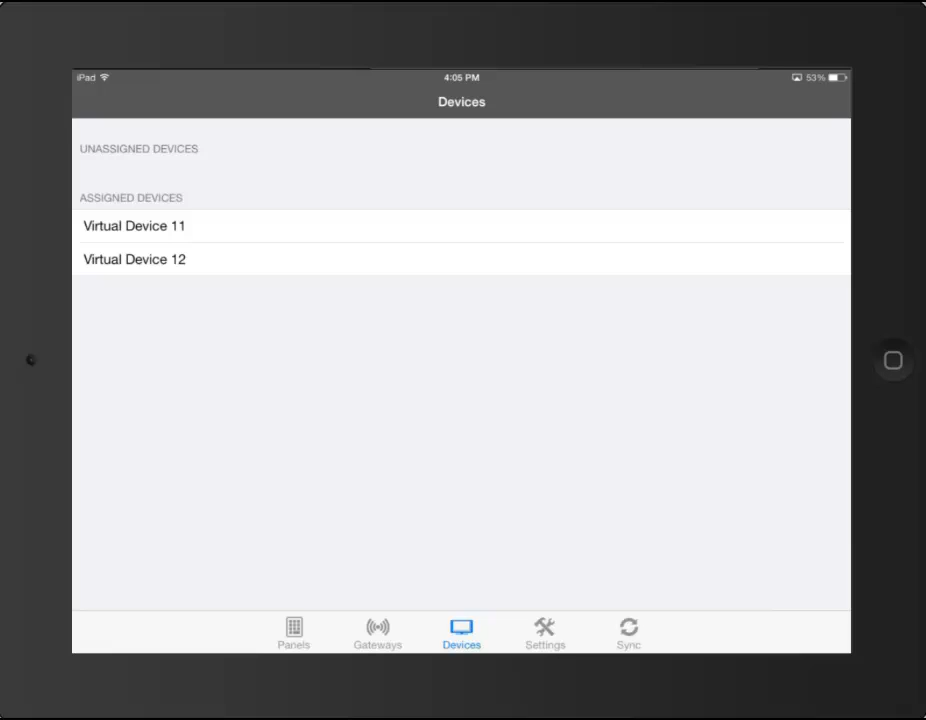 iPad 4:05 PM 53%
Devices
UNASSIGNED DEVICES
ASSIGNED DEVICES
Virtual Device 11
Virtual Device 12
Panels Gateways Devices Settings Sync